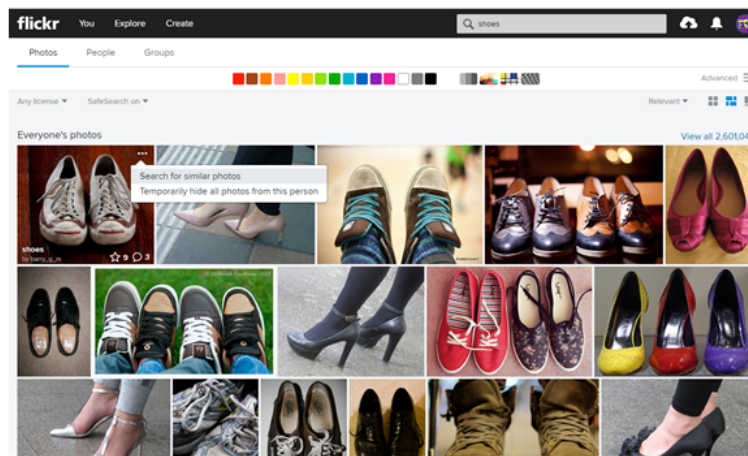 flickr You Explore Create shoes
Photos People Groups
Advanced
Any license SafeSearch on Relevant
Everyone's photos View all 2,601,04
Search for similar photos
Temporarily hide all photos from this person
shoes
by barry_g_m 9 3